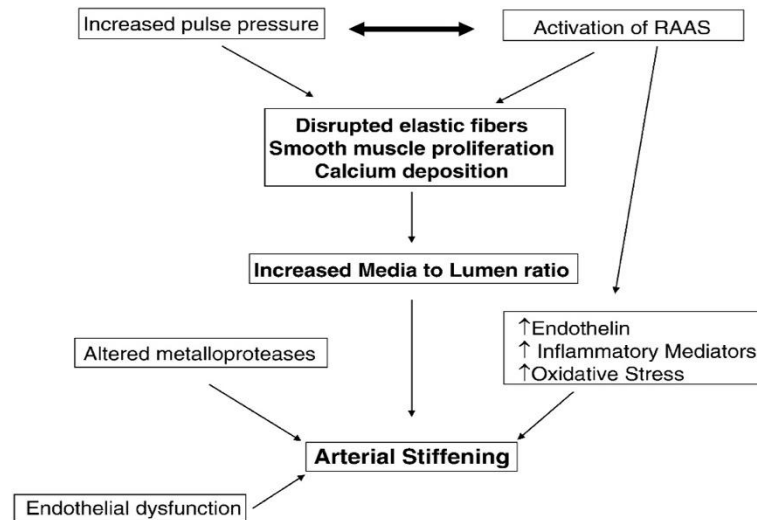 Increased pulse pressure
Activation of RAAS
Disrupted elastic fibers
Smooth muscle proliferation
Calcium deposition
Increased Media to Lumen ratio
↑Endothelin
↑ Inflammatory Mediators
↑Oxidative Stress
Altered metalloproteases
Arterial Stiffening
Endothelial dysfunction